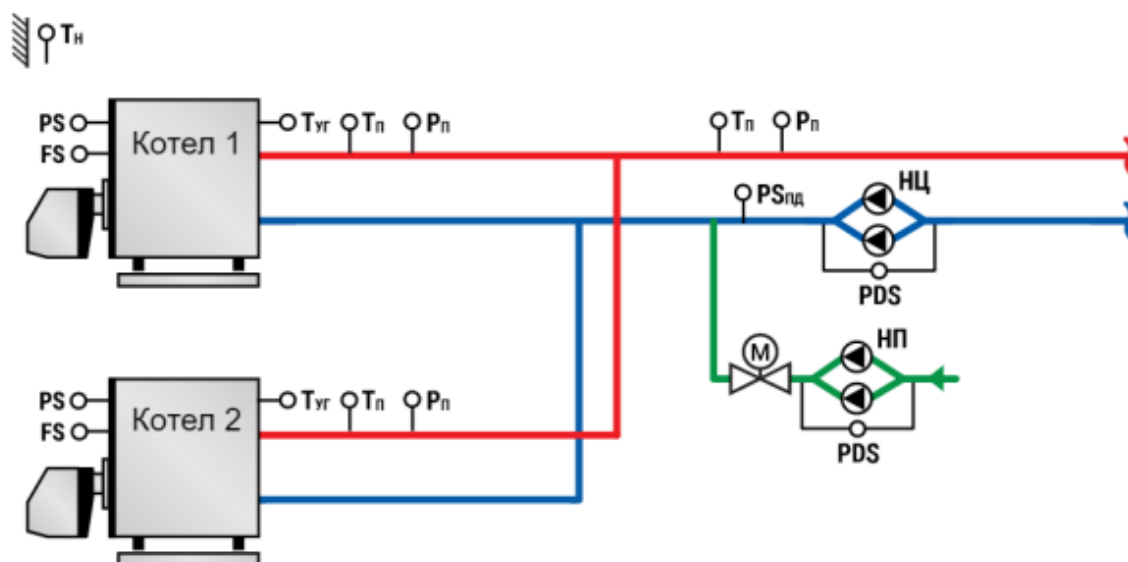 Tн
PS
FS
Котел 1
Tуг Tп Pп
Tп Pп
PSпд
НЦ
PDS
НП
M
PDS
PS
FS
Котел 2
Tуг Tп Pп